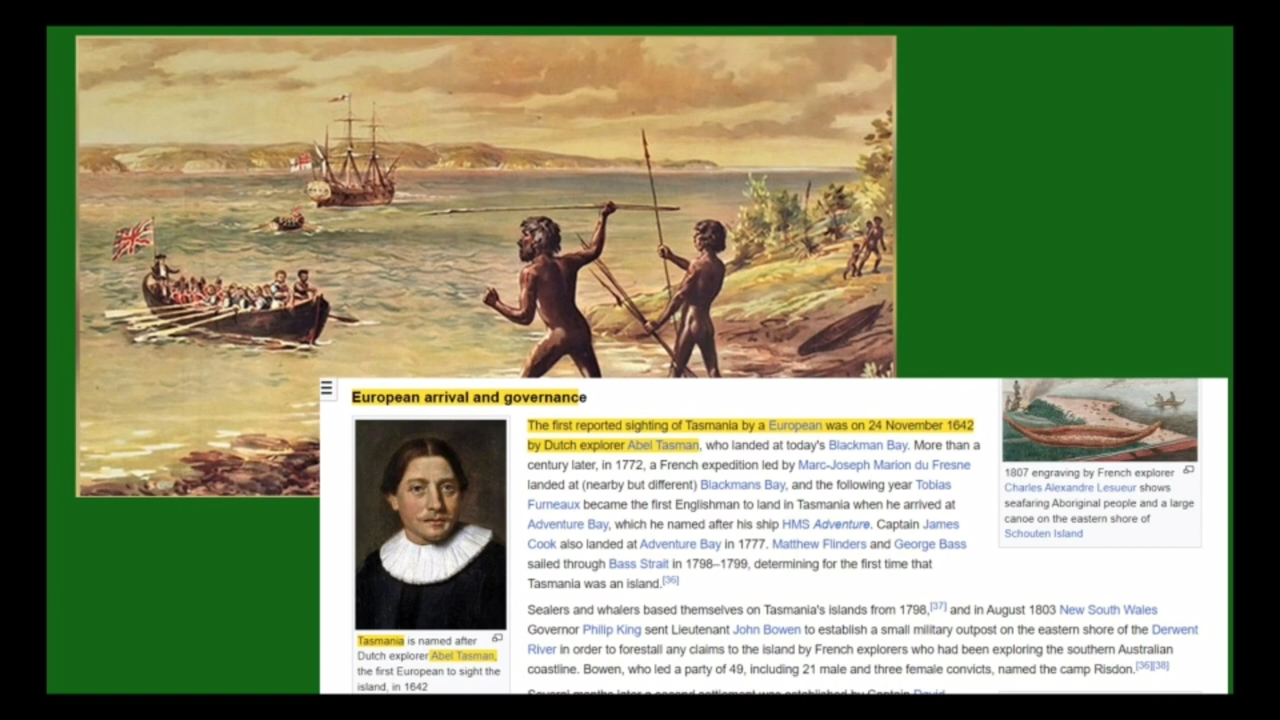 European arrival and governance
The first reported sighting of Tasmania by a European was on 24 November 1642
by Dutch explorer Abel Tasman, who landed at today's Blackman Bay. More than a
century later, in 1772, a French expedition led by Marc-Joseph Marion du Fresne
landed at (nearby but different) Blackmans Bay, and the following year Tobias
Furneaux became the first Englishman to land in Tasmania when he arrived at
Adventure Bay, which he named after his ship HMS Adventure. Captain James
Cook also landed at Adventure Bay in 1777. Matthew Flinders and George Bass
sailed through Bass Strait in 1798–1799, determining for the first time that
Tasmania was an island.[36]
Sealers and whalers based themselves on Tasmania's islands from 1798,[37] and in August 1803 New South Wales
Governor Philip King sent Lieutenant John Bowen to establish a small military outpost on the eastern shore of the Derwent
River in order to forestall any claims to the island by French explorers who had been exploring the southern Australian
coastline. Bowen, who led a party of 49, including 21 male and three female convicts, named the camp Risdon.[36][38]
Several months later a second settlement was established by Captain David
Tasmania is named after
Dutch explorer Abel Tasman,
the first European to sight the
island, in 1642
1807 engraving by French explorer
Charles Alexandre Lesueur shows
seafaring Aboriginal people and a large
canoe on the eastern shore of
Schouten Island